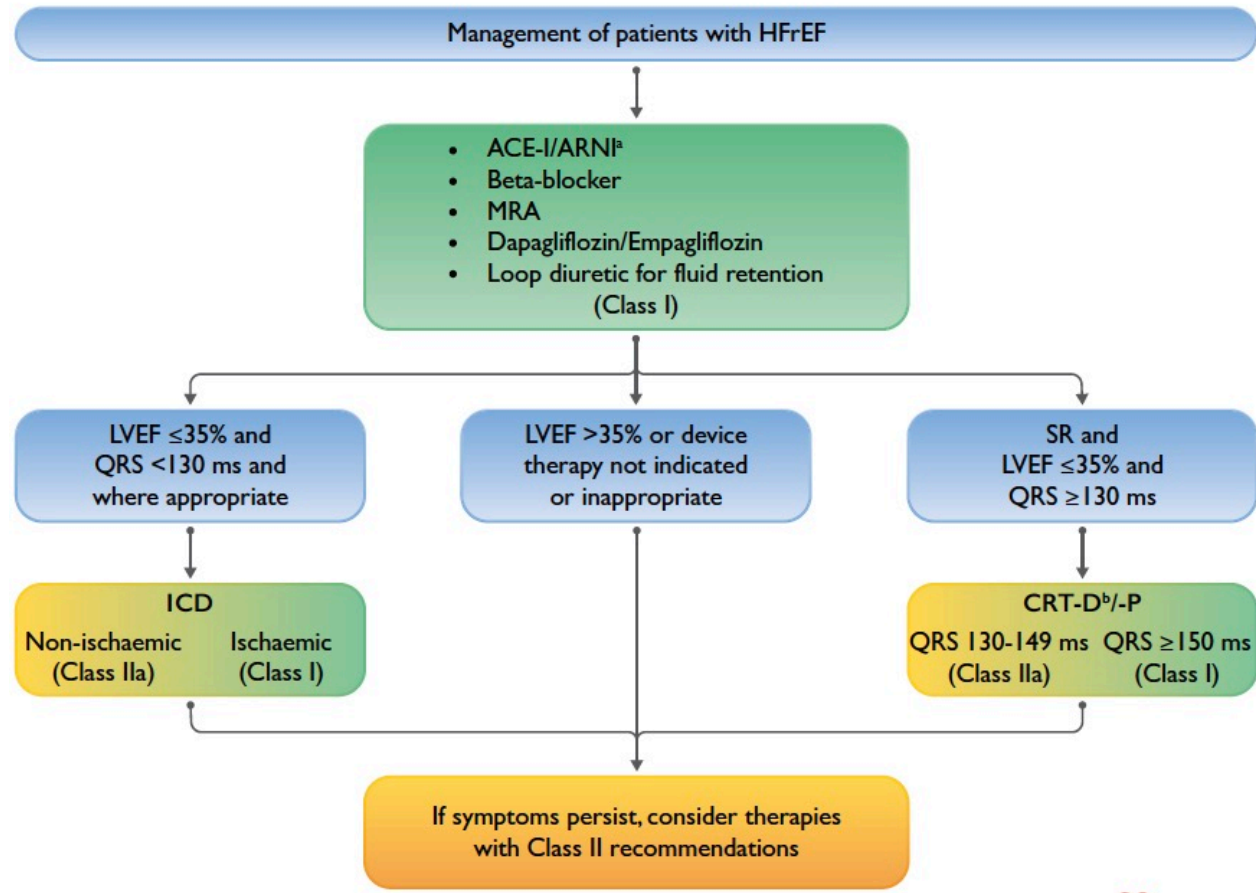 Management of patients with HFrEF
• ACE-I/ARNIᵃ
• Beta-blocker
• MRA
• Dapagliflozin/Empagliflozin
• Loop diuretic for fluid retention
(Class I)
LVEF ≤35% and
QRS <130 ms and
where appropriate
LVEF >35% or device
therapy not indicated
or inappropriate
SR and
LVEF ≤35% and
QRS ≥130 ms
ICD
Non-ischaemic
(Class IIa)
Ischaemic
(Class I)
CRT-Dᵇ/-P
QRS 130-149 ms
(Class IIa)
QRS ≥150 ms
(Class I)
If symptoms persist, consider therapies
with Class II recommendations